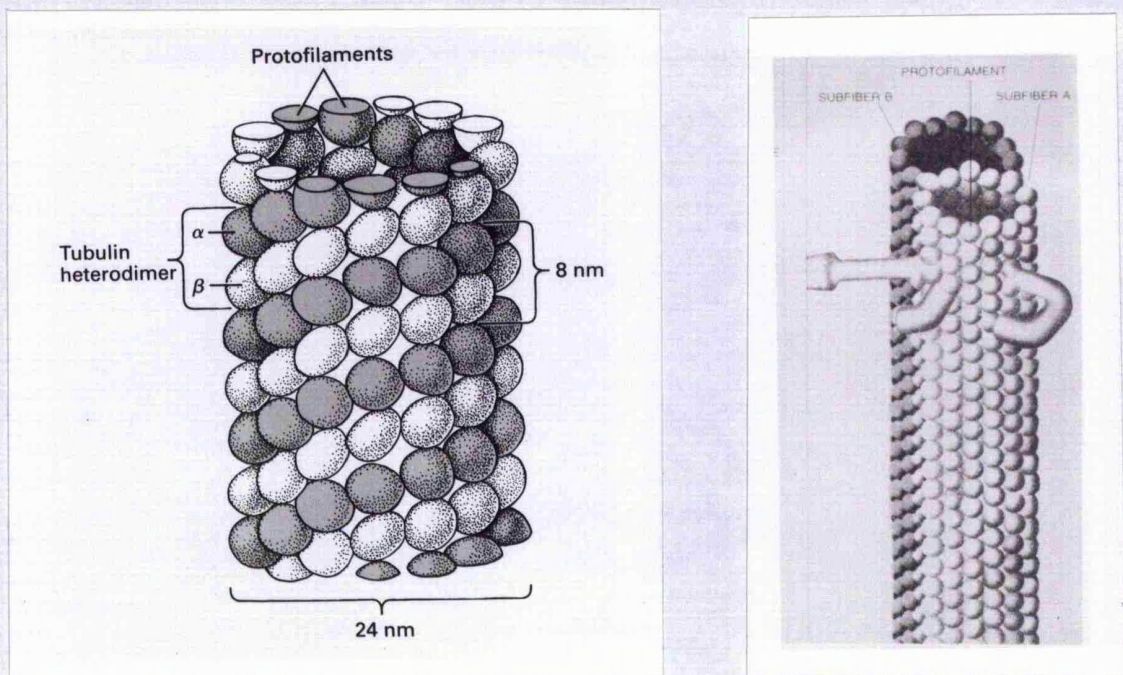 Protofilaments
α
Tubulin
heterodimer
β
8 nm
24 nm
PROTOFILAMENT
SUBFIBER B
SUBFIBER A